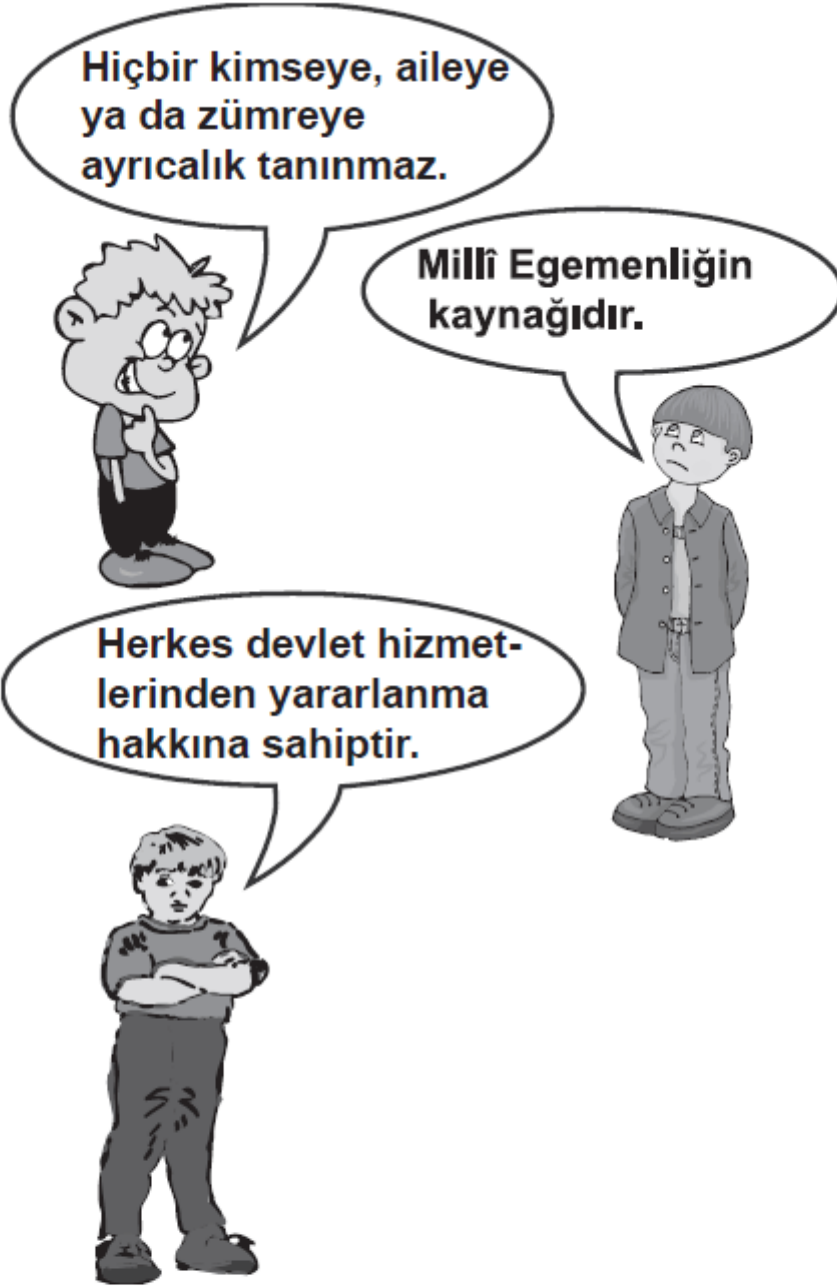 Hiçbir kimseye, aileye
ya da zümreye
ayrıcalık tanınmaz.
Millî Egemenliğin
kaynağıdır.
Herkes devlet hizmet-
lerinden yararlanma
hakkına sahiptir.